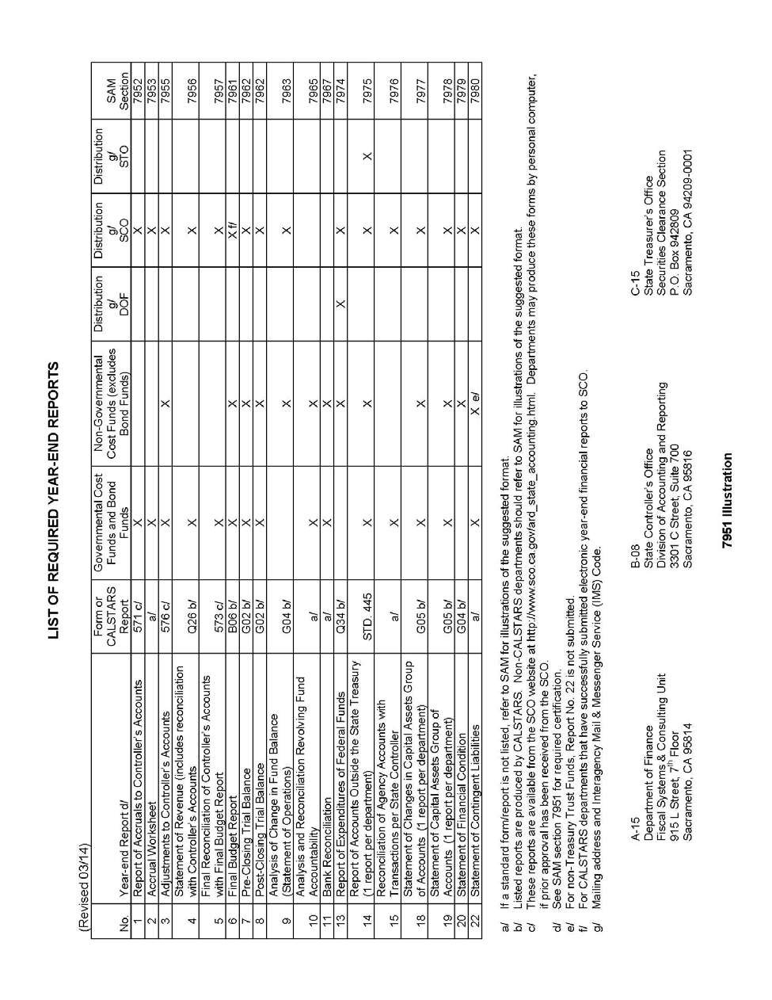 LIST OF REQUIRED YEAR-END REPORTS
(Revised 03/14)
No. Year-end Report d/ Form or CALSTARS Report Governmental Cost Funds and Bond Funds Non-Governmental Cost Funds (excludes Bond Funds) Distribution g/ DOF Distribution g/ SCO Distribution g/ STO SAM Section
1 Report of Accruals to Controller's Accounts 571 c/ X X 7952
2 Accrual Worksheet a/ X X 7953
3 Adjustments to Controller's Accounts 576 c/ X X X 7955
4 Statement of Revenue (includes reconciliation with Controller's Accounts Q26 b/ X X 7956
5 Final Reconciliation of Controller's Accounts with Final Budget Report 573 c/ X X 7957
6 Final Budget Report B06 b/ X X X f/ 7961
7 Pre-Closing Trial Balance G02 b/ X X X 7962
8 Post-Closing Trial Balance G02 b/ X X X 7962
9 Analysis of Change in Fund Balance (Statement of Operations) G04 b/ X X 7963
10 Analysis and Reconciliation Revolving Fund Accountability a/ X X 7965
11 Bank Reconciliation a/ X X 7967
13 Report of Expenditures of Federal Funds Q34 b/ X X X 7974
14 Report of Accounts Outside the State Treasury (1 report per department) STD. 445 X X X X 7975
15 Reconciliation of Agency Accounts with Transactions per State Controller a/ X X 7976
18 Statement of Changes in Capital Assets Group of Accounts (1 report per department) G05 b/ X X X 7977
19 Statement of Capital Assets Group of Accounts (1 report per department) G05 b/ X X X 7978
20 Statement of Financial Condition G04 b/ X X 7979
22 Statement of Contingent Liabilities a/ X X e/ X 7980
a/ If a standard form/report is not listed, refer to SAM for illustrations of the suggested format.
b/ Listed reports are produced by CALSTARS. Non-CALSTARS departments should refer to SAM for illustrations of the suggested format.
c/ These reports are available from the SCO website at http://www.sco.ca.gov/ard_state_accounting.html. Departments may produce these forms by personal computer,
if prior approval has been received from the SCO.
d/ See SAM section 7951 for required certification.
e/ For non-Treasury Trust Funds, Report No. 22 is not submitted.
f/ For CALSTARS departments that have successfully submitted electronic year-end financial reports to SCO.
g/ Mailing address and Interagency Mail & Messenger Service (IMS) Code.
A-15
Department of Finance
Fiscal Systems & Consulting Unit
915 L Street, 7th Floor
Sacramento, CA 95814
B-08
State Controller's Office
Division of Accounting and Reporting
3301 C Street, Suite 700
Sacramento, CA 95816
C-15
State Treasurer's Office
Securities Clearance Section
P.O. Box 942809
Sacramento, CA 94209-0001
7951 Illustration